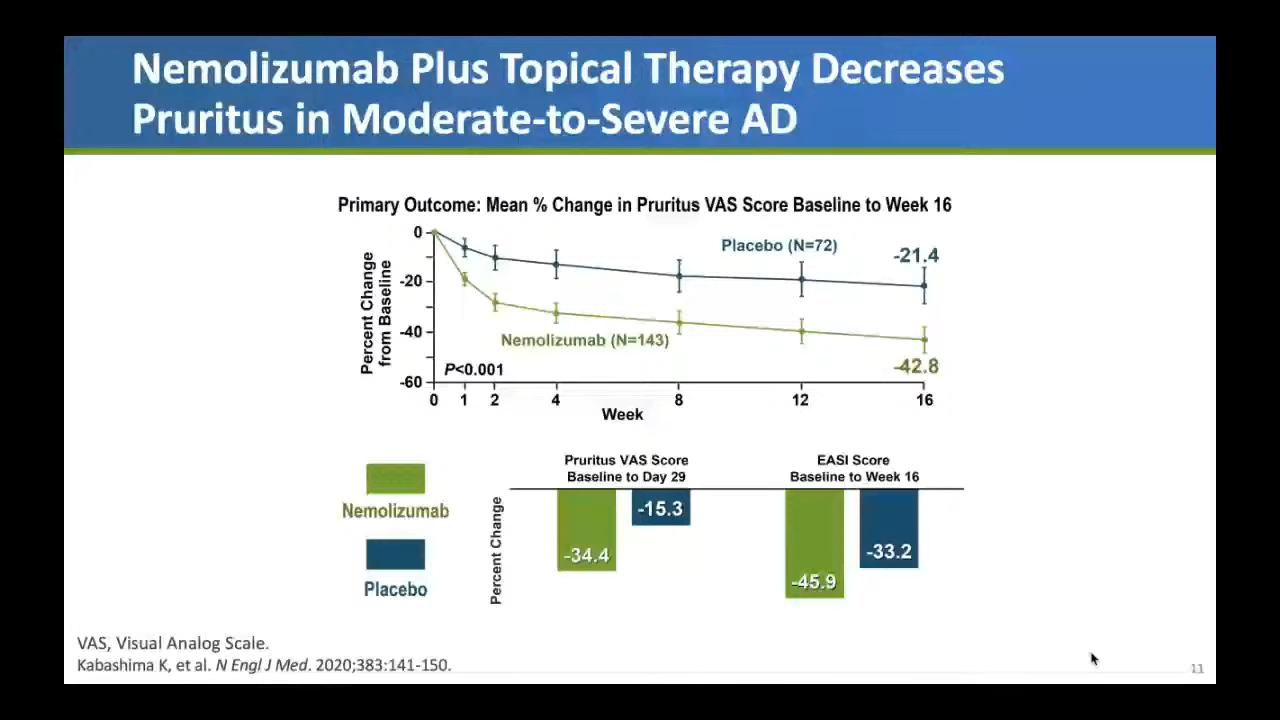 Nemolizumab Plus Topical Therapy Decreases
Pruritus in Moderate-to-Severe AD
Primary Outcome: Mean % Change in Pruritus VAS Score Baseline to Week 16
Percent Change
from Baseline
0
-20
-40
-60
Placebo (N=72)
-21.4
Nemolizumab (N=143)
-42.8
P<0.001
0 1 2 4 8 12 16
Week
Nemolizumab
Placebo
Percent Change
Pruritus VAS Score
Baseline to Day 29
-34.4
-15.3
EASI Score
Baseline to Week 16
-45.9
-33.2
VAS, Visual Analog Scale.
Kabashima K, et al. N Engl J Med. 2020;383:141-150.
11